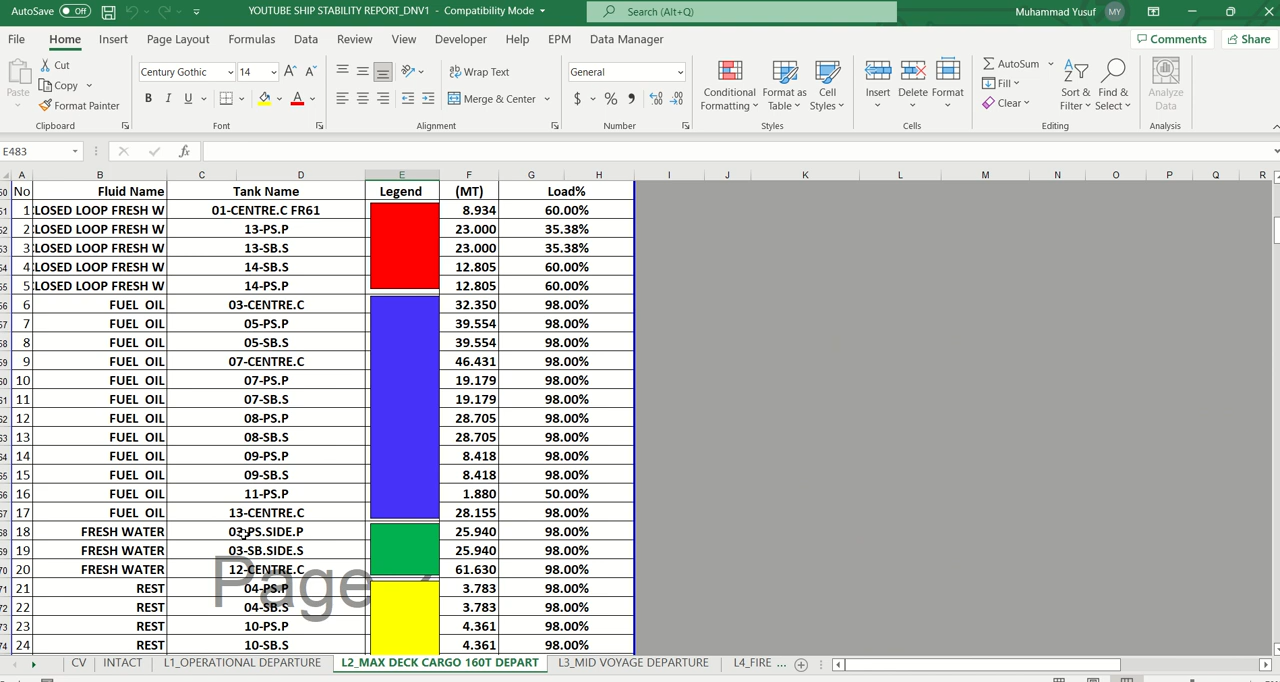 AutoSave Off YOUTUBE SHIP STABILITY REPORT_DNV1 - Compatibility Mode Search (Alt+Q) Muhammad Yusuf MY
File Home Insert Page Layout Formulas Data Review View Developer Help EPM Data Manager Comments Share
Paste Cut Copy Format Painter
Clipboard
Century Gothic 14
B I U
Font
Wrap Text
Merge & Center
Alignment
General
$ % ,
Number
Conditional Formatting Format as Table Cell Styles
Styles
Insert Delete Format
Cells
AutoSum Fill Clear Sort & Filter Find & Select
Editing
Analyze Data
Analysis
E483 fx
A B C D E F G H I J K L M N O P Q R
No Fluid Name Tank Name Legend (MT) Load%
1 LOSED LOOP FRESH W 01-CENTRE.C FR61 8.934 60.00%
2 LOSED LOOP FRESH W 13-PS.P 23.000 35.38%
3 LOSED LOOP FRESH W 13-SB.S 23.000 35.38%
4 LOSED LOOP FRESH W 14-SB.S 12.805 60.00%
5 LOSED LOOP FRESH W 14-PS.P 12.805 60.00%
6 FUEL OIL 03-CENTRE.C 32.350 98.00%
7 FUEL OIL 05-PS.P 39.554 98.00%
8 FUEL OIL 05-SB.S 39.554 98.00%
9 FUEL OIL 07-CENTRE.C 46.431 98.00%
10 FUEL OIL 07-PS.P 19.179 98.00%
11 FUEL OIL 07-SB.S 19.179 98.00%
12 FUEL OIL 08-PS.P 28.705 98.00%
13 FUEL OIL 08-SB.S 28.705 98.00%
14 FUEL OIL 09-PS.P 8.418 98.00%
15 FUEL OIL 09-SB.S 8.418 98.00%
16 FUEL OIL 11-PS.P 1.880 50.00%
17 FUEL OIL 13-CENTRE.C 28.155 98.00%
18 FRESH WATER 03-PS.SIDE.P 25.940 98.00%
19 FRESH WATER 03-SB.SIDE.S 25.940 98.00%
20 FRESH WATER 12-CENTRE.C 61.630 98.00%
21 REST 04-PS.P 3.783 98.00%
22 REST 04-SB.S 3.783 98.00%
23 REST 10-PS.P 4.361 98.00%
24 REST 10-SB.S 4.361 98.00%
Page
CV INTACT L1_OPERATIONAL DEPARTURE L2_MAX DECK CARGO 160T DEPART L3_MID VOYAGE DEPARTURE L4_FIRE ...